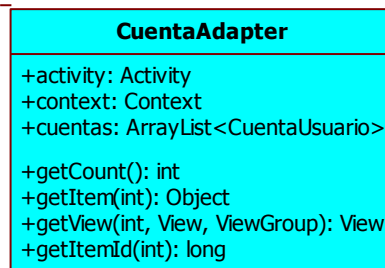 CuentaAdapter
+activity: Activity
+context: Context
+cuentas: ArrayList<CuentaUsuario>
+getCount(): int
+getItem(int): Object
+getView(int, View, ViewGroup): View
+getItemId(int): long